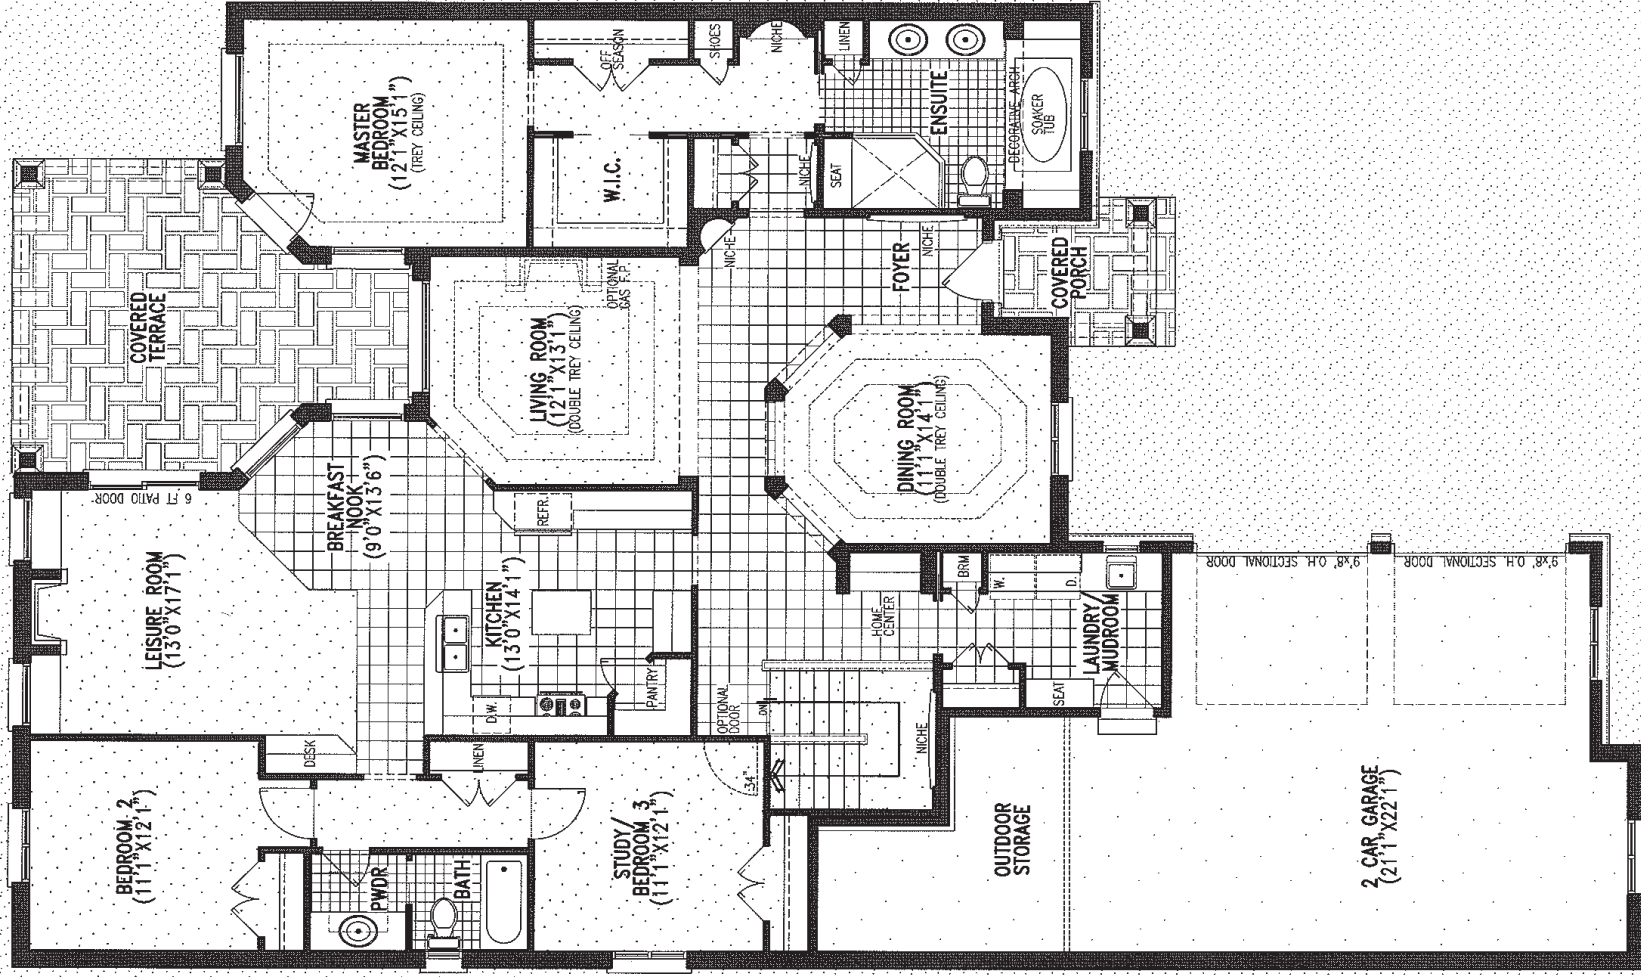 MASTER
BEDROOM
(12'1"X15'1")
(TREY CEILING)
OFF
SEASON
SHOES
NICHE
LINEN
ENSUITE
DECORATIVE ARCH
SOAKER
TUB
W.I.C.
NICHE
SEAT
COVERED
TERRACE
NICHE
FOYER
NICHE
COVERED
PORCH
OPTIONAL
GAS F.P.
LIVING ROOM
(12'1"X13'1")
(DOUBLE TREY CEILING)
DINING ROOM
(11'1"X14'1")
(DOUBLE TREY CEILING)
6 FT PATIO DOOR
BREAKFAST
NOOK
(9'0"X13'6")
REFR.
LEISURE ROOM
(13'0"X17'1")
KITCHEN
(13'0"X14'1")
PANTRY
D.W.
HOME
CENTER
BRM
W.
D.
LAUNDRY/
MUDROOM
SEAT
9'x8' O.H. SECTIONAL
DOOR
9'x8' O.H. SECTIONAL
DOOR
OPTIONAL
DOOR
DN
NICHE
DESK
LINEN
34"
BEDROOM 2
(11'1"X12'1")
PWDR
BATH
STUDY/
BEDROOM 3
(11'1"X12'1")
OUTDOOR
STORAGE
2 CAR GARAGE
(21'1"X22'1")